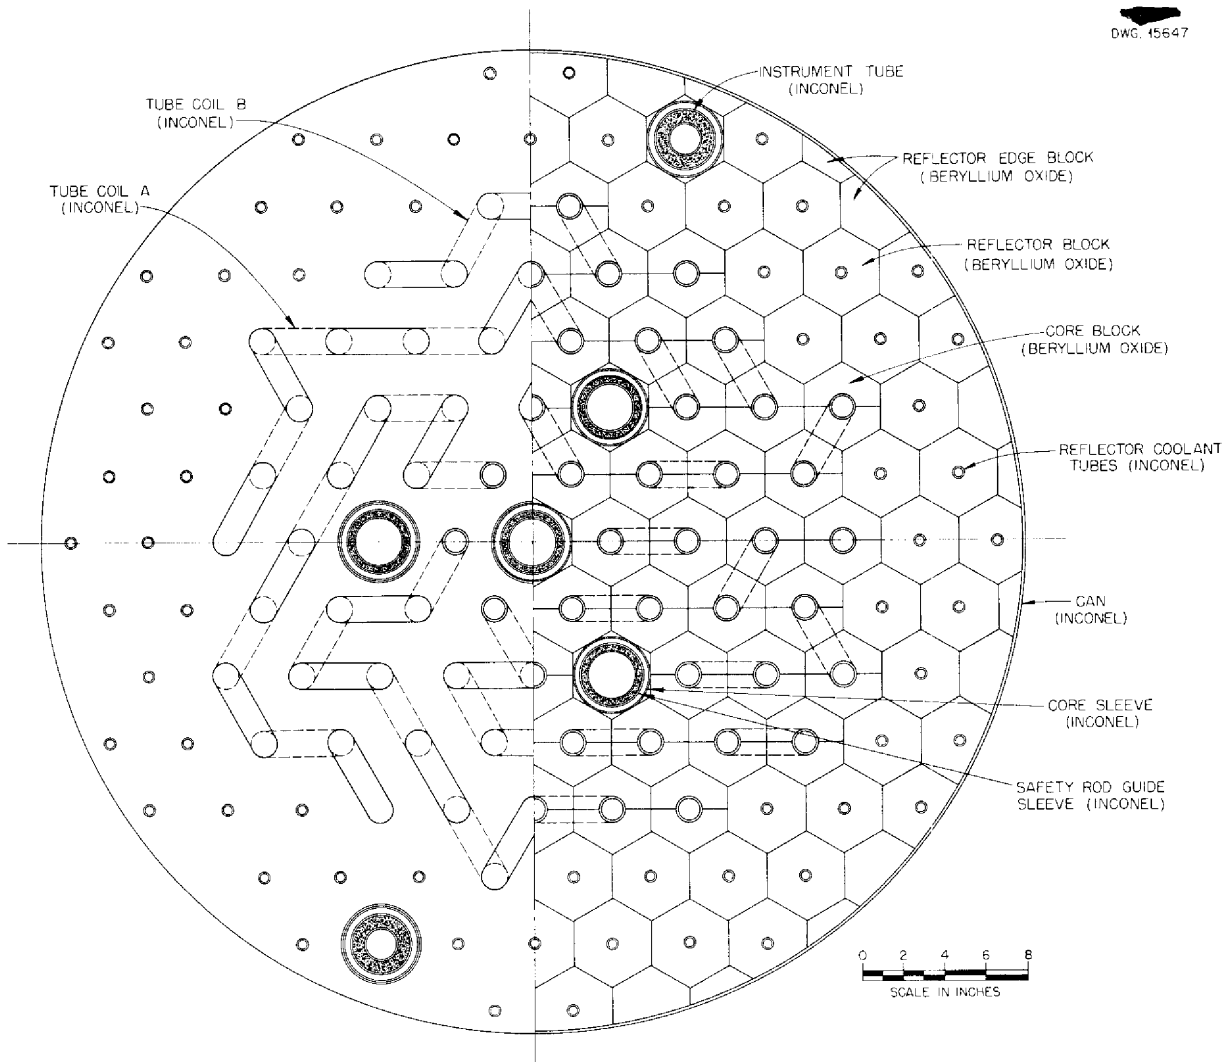 DWG. 15647
INSTRUMENT TUBE
(INCONEL)
TUBE COIL B
(INCONEL)
REFLECTOR EDGE BLOCK
(BERYLLIUM OXIDE)
TUBE COIL A
(INCONEL)
REFLECTOR BLOCK
(BERYLLIUM OXIDE)
CORE BLOCK
(BERYLLIUM OXIDE)
REFLECTOR COOLANT
TUBES (INCONEL)
CAN
(INCONEL)
CORE SLEEVE
(INCONEL)
SAFETY ROD GUIDE
SLEEVE (INCONEL)
0 2 4 6 8
SCALE IN INCHES